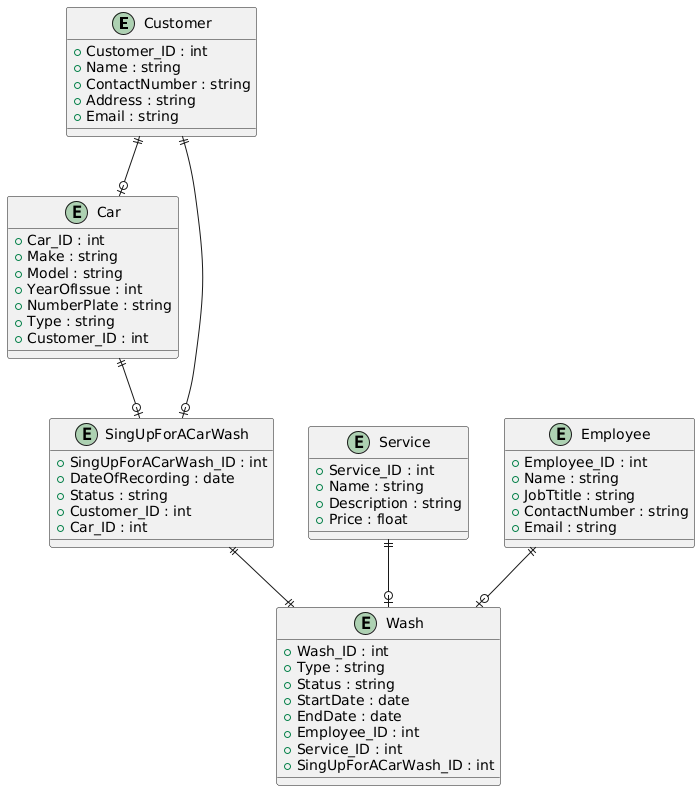 E Customer
Customer_ID : int
Name : string
ContactNumber : string
Address : string
Email : string
E Car
Car_ID : int
Make : string
Model : string
YearOfIssue : int
NumberPlate : string
Type : string
Customer_ID : int
E SingUpForACarWash
SingUpForACarWash_ID : int
DateOfRecording : date
Status : string
Customer_ID : int
Car_ID : int
E Service
Service_ID : int
Name : string
Description : string
Price : float
E Employee
Employee_ID : int
Name : string
JobTtitle : string
ContactNumber : string
Email : string
E Wash
Wash_ID : int
Type : string
Status : string
StartDate : date
EndDate : date
Employee_ID : int
Service_ID : int
SingUpForACarWash_ID : int